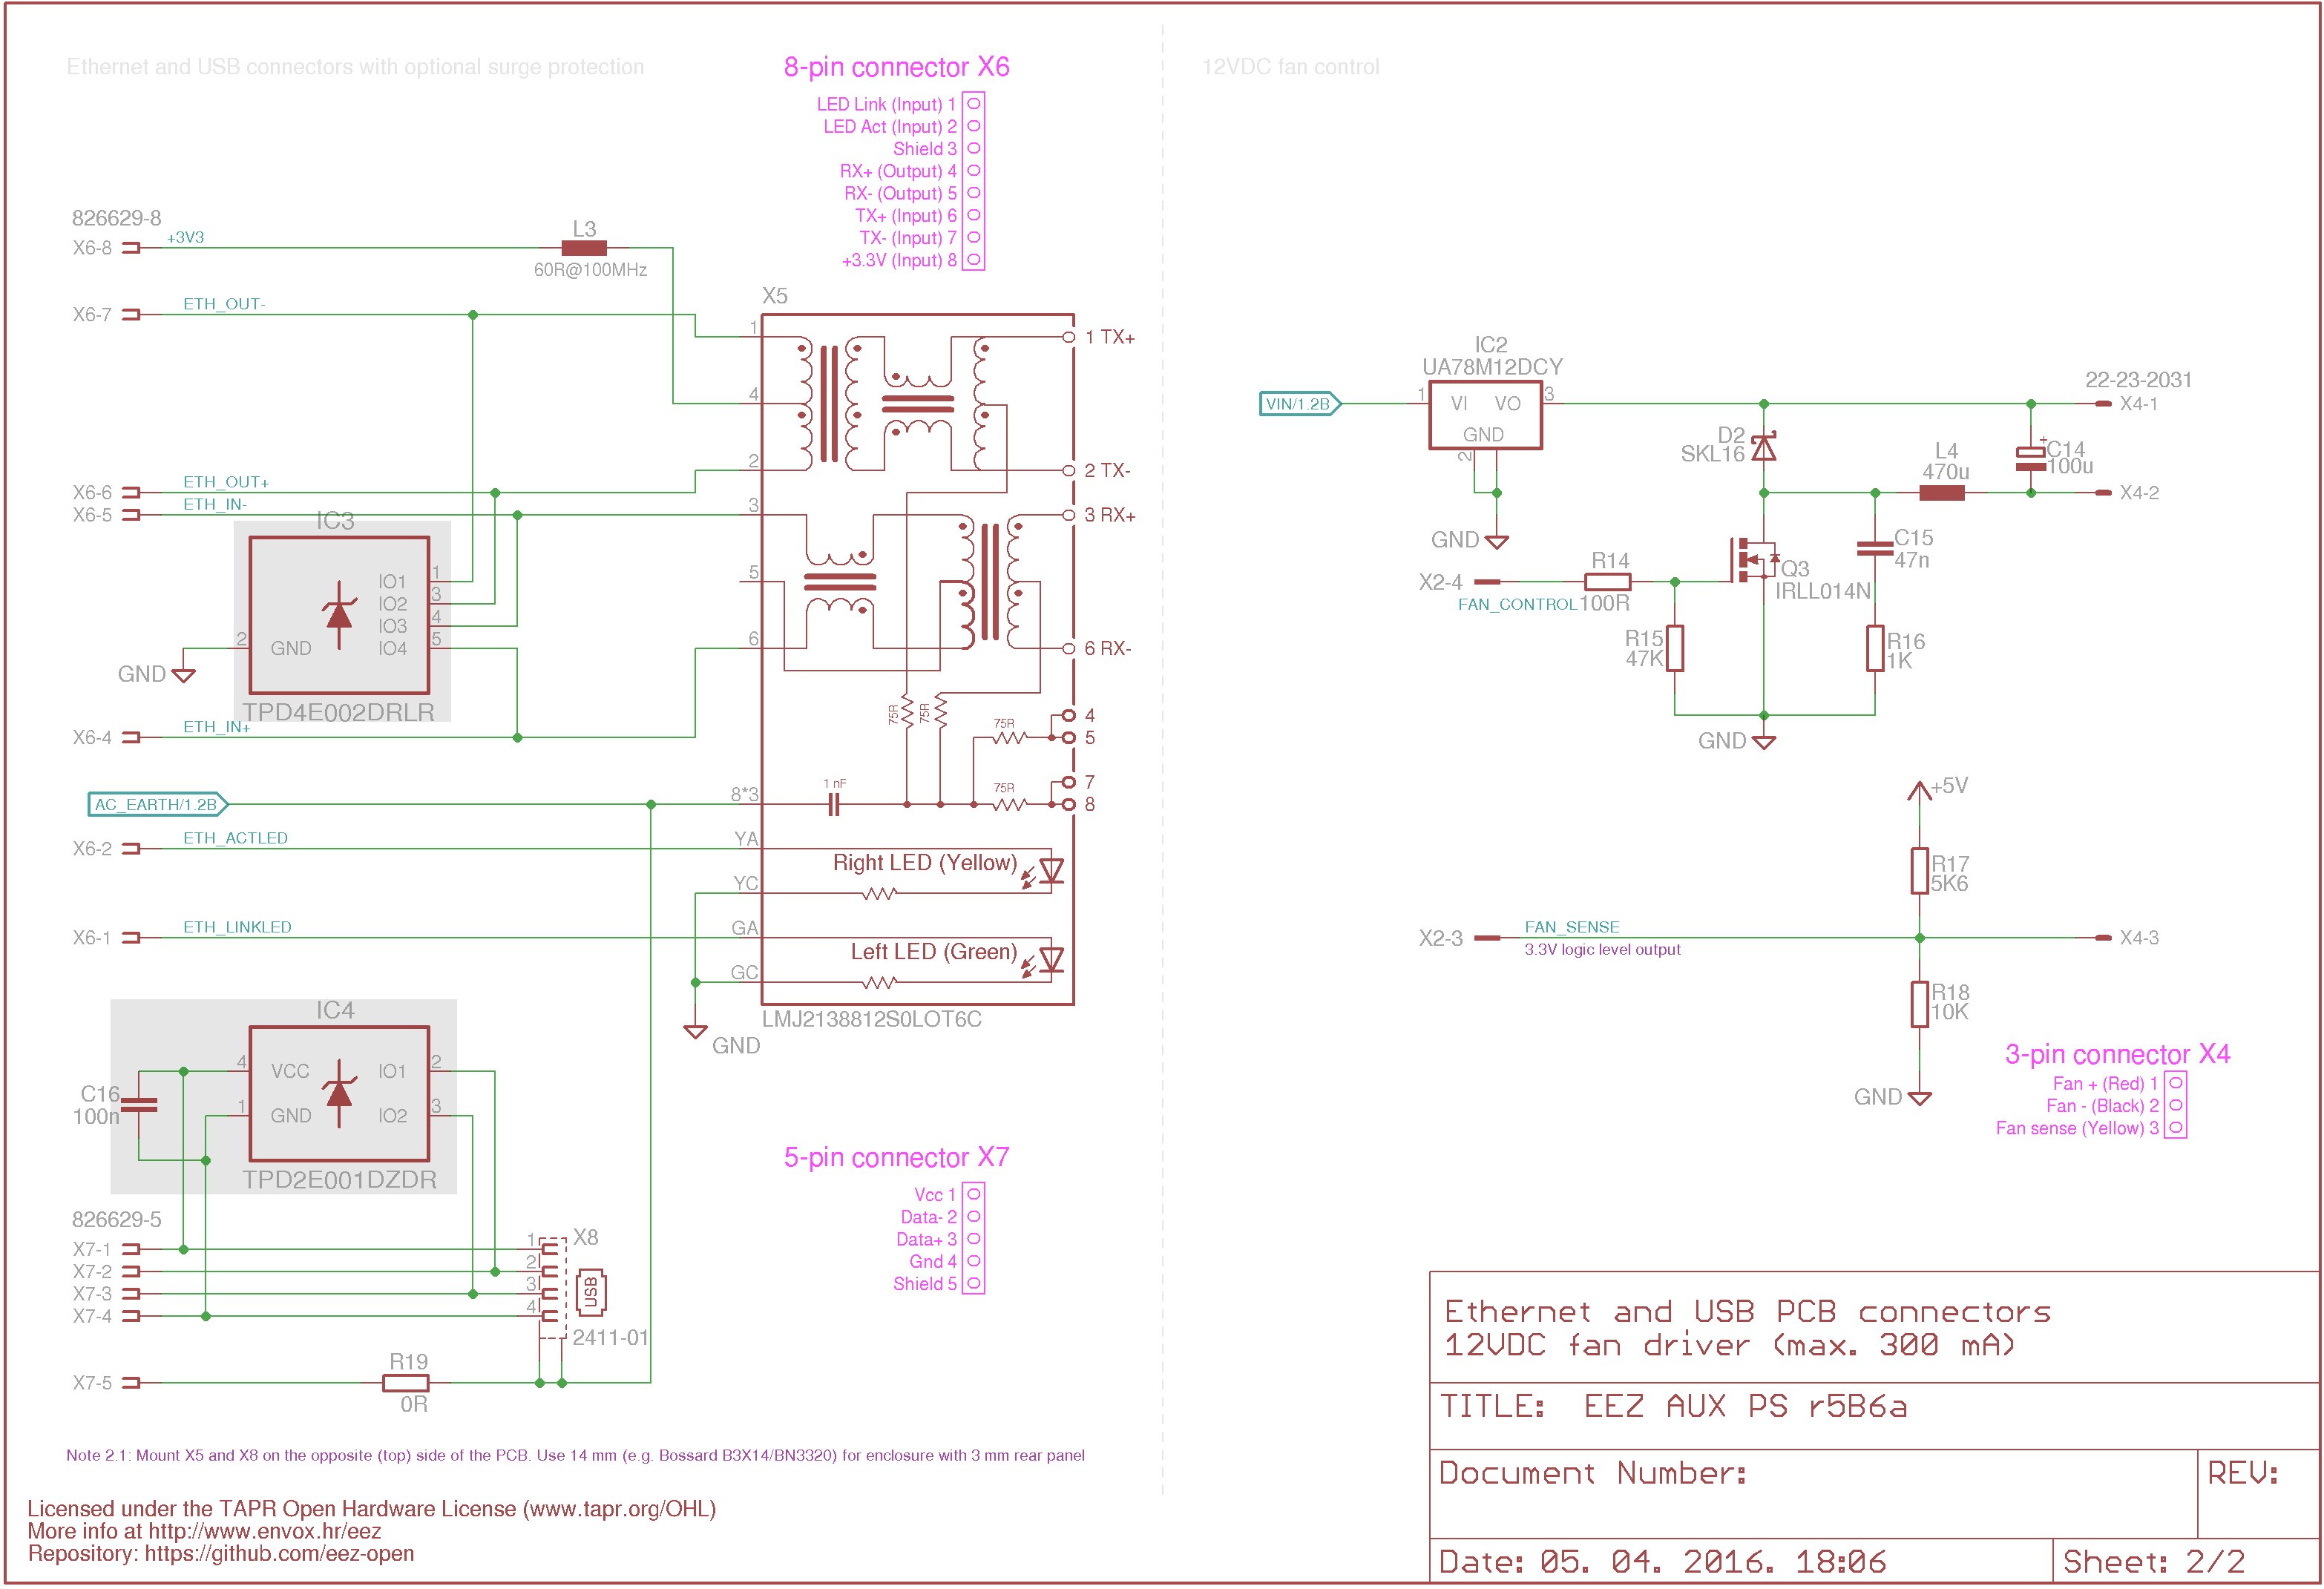 Ethernet and USB connectors with optional surge protection
8-pin connector X6
LED Link (Input) 1
LED Act (Input) 2
Shield 3
RX+ (Output) 4
RX- (Output) 5
TX+ (Input) 6
TX- (Input) 7
+3.3V (Input) 8
826629-8
X6-8
+3V3
L3
60R@100MHz
X6-7
ETH_OUT-
X6-6
ETH_OUT+
X6-5
ETH_IN-
IC3
IO1 1
IO2 3
IO3 4
IO4 5
2 GND
GND
TPD4E002DRLR
X6-4
ETH_IN+
AC_EARTH/1.2B
X6-2
ETH_ACTLED
X6-1
ETH_LINKLED
X5
1
4
2
3
5
6
8*3
YA
YC
GA
GC
1 TX+
2 TX-
3 RX+
6 RX-
75R
75R
75R
4
5
1 nF
75R
7
8
Right LED (Yellow)
Left LED (Green)
LMJ2138812S0LOT6C
GND
IC4
4 VCC IO1 2
1 GND IO2 3
C16
100n
TPD2E001DZDR
826629-5
X7-1
X7-2
X7-3
X7-4
1
2
3
4
X8
USB
2411-01
X7-5
R19
0R
5-pin connector X7
Vcc 1
Data- 2
Data+ 3
Gnd 4
Shield 5
Note 2.1: Mount X5 and X8 on the opposite (top) side of the PCB. Use 14 mm (e.g. Bossard B3X14/BN3320) for enclosure with 3 mm rear panel
Licensed under the TAPR Open Hardware License (www.tapr.org/OHL)
More info at http://www.envox.hr/eez
Repository: https://github.com/eez-open
12VDC fan control
IC2
UA78M12DCY
VIN/1.2B
1 VI VO 3
GND
2
GND
22-23-2031
X4-1
D2
SKL16
L4
470u
+
C14
100u
X4-2
C15
47n
X2-4
FAN_CONTROL
R14
100R
Q3
IRLL014N
R15
47K
R16
1K
GND
+5V
R17
5K6
X2-3
FAN_SENSE
3.3V logic level output
X4-3
R18
10K
GND
3-pin connector X4
Fan + (Red) 1
Fan - (Black) 2
Fan sense (Yellow) 3
Ethernet and USB PCB connectors
12VDC fan driver (max. 300 mA)
TITLE: EEZ AUX PS r5B6a
Document Number:
REV:
Date: 05. 04. 2016. 18:06
Sheet: 2/2